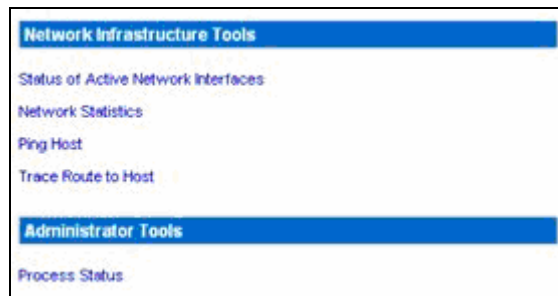 Network Infrastructure Tools
Status of Active Network Interfaces
Network Statistics
Ping Host
Trace Route to Host
Administrator Tools
Process Status